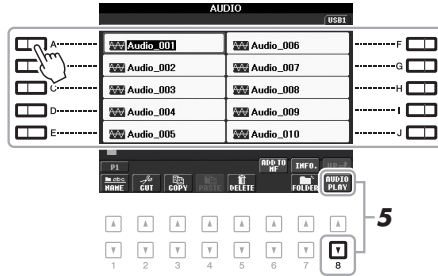 AUDIO
USB1
A Audio_001 Audio_006 F
Audio_002 Audio_007 G
C Audio_003 Audio_008 H
D Audio_004 Audio_009 I
E Audio_005 Audio_010 J
P1 ADD TO MF INFO. UP
abc NAME CUT COPY PASTE DELETE FOLDER AUDIO PLAY
5
1 2 3 4 5 6 7 8